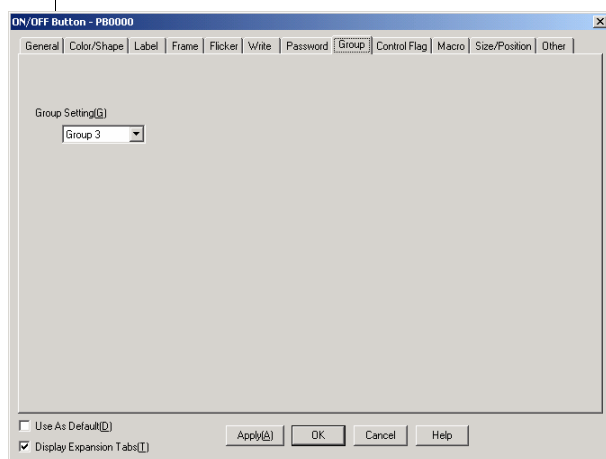 ON/OFF Button - PB0000
General Color/Shape Label Frame Flicker Write Password Group Control Flag Macro Size/Position Other
Group Setting(G)
Group 3
Use As Default(D)
Display Expansion Tabs(T)
Apply(A) OK Cancel Help